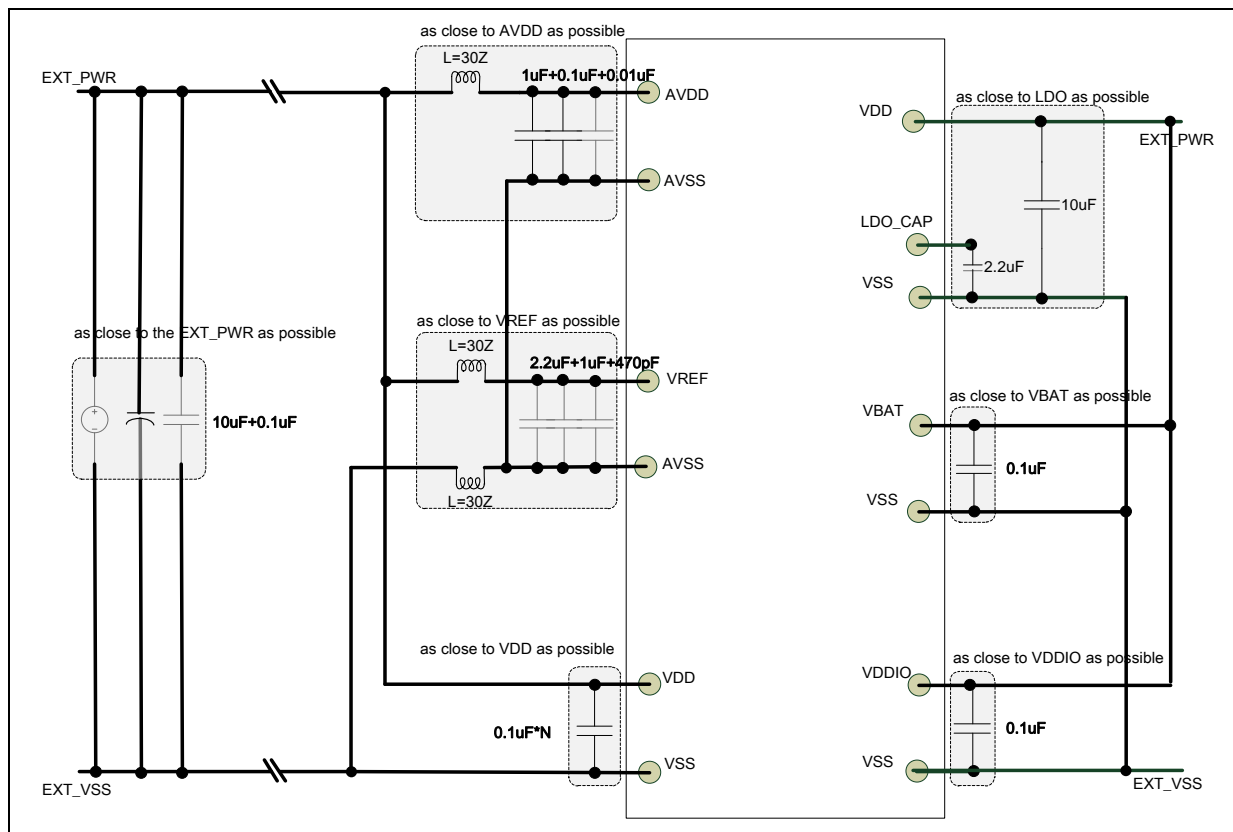 as close to AVDD as possible
L=30Z
EXT_PWR
1uF+0.1uF+0.01uF
AVDD
AVSS
as close to the EXT_PWR as possible
10uF+0.1uF
as close to VREF as possible
L=30Z
2.2uF+1uF+470pF
VREF
AVSS
L=30Z
as close to VDD as possible
VDD
0.1uF*N
VSS
EXT_VSS
as close to LDO as possible
VDD
EXT_PWR
10uF
LDO_CAP
2.2uF
VSS
as close to VBAT as possible
VBAT
0.1uF
VSS
as close to VDDIO as possible
VDDIO
0.1uF
VSS
EXT_VSS